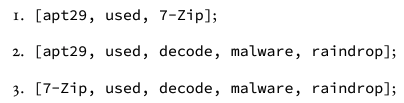 1. [apt29, used, 7-Zip];
2. [apt29, used, decode, malware, raindrop];
3. [7-Zip, used, decode, malware, raindrop];